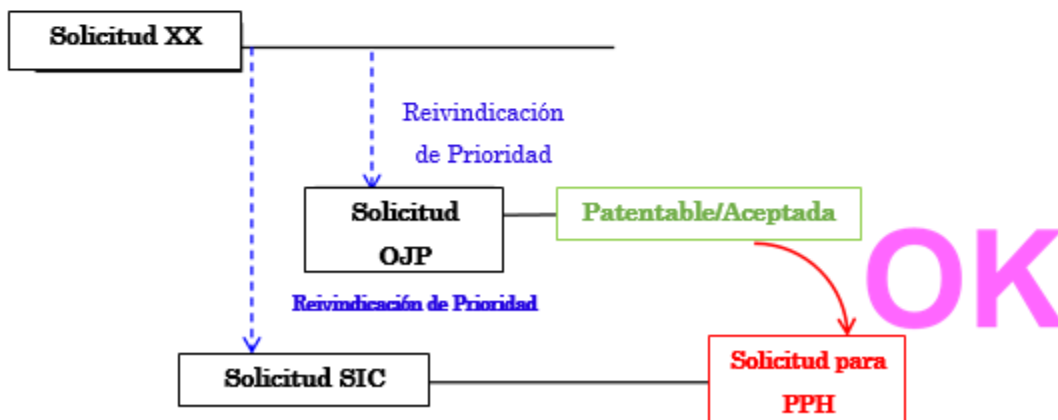 Solicitud XX
Reivindicación
de Prioridad
Solicitud
OJP
Patentable/Aceptada
OK
Reivindicación de Prioridad
Solicitud SIC
Solicitud para
PPH